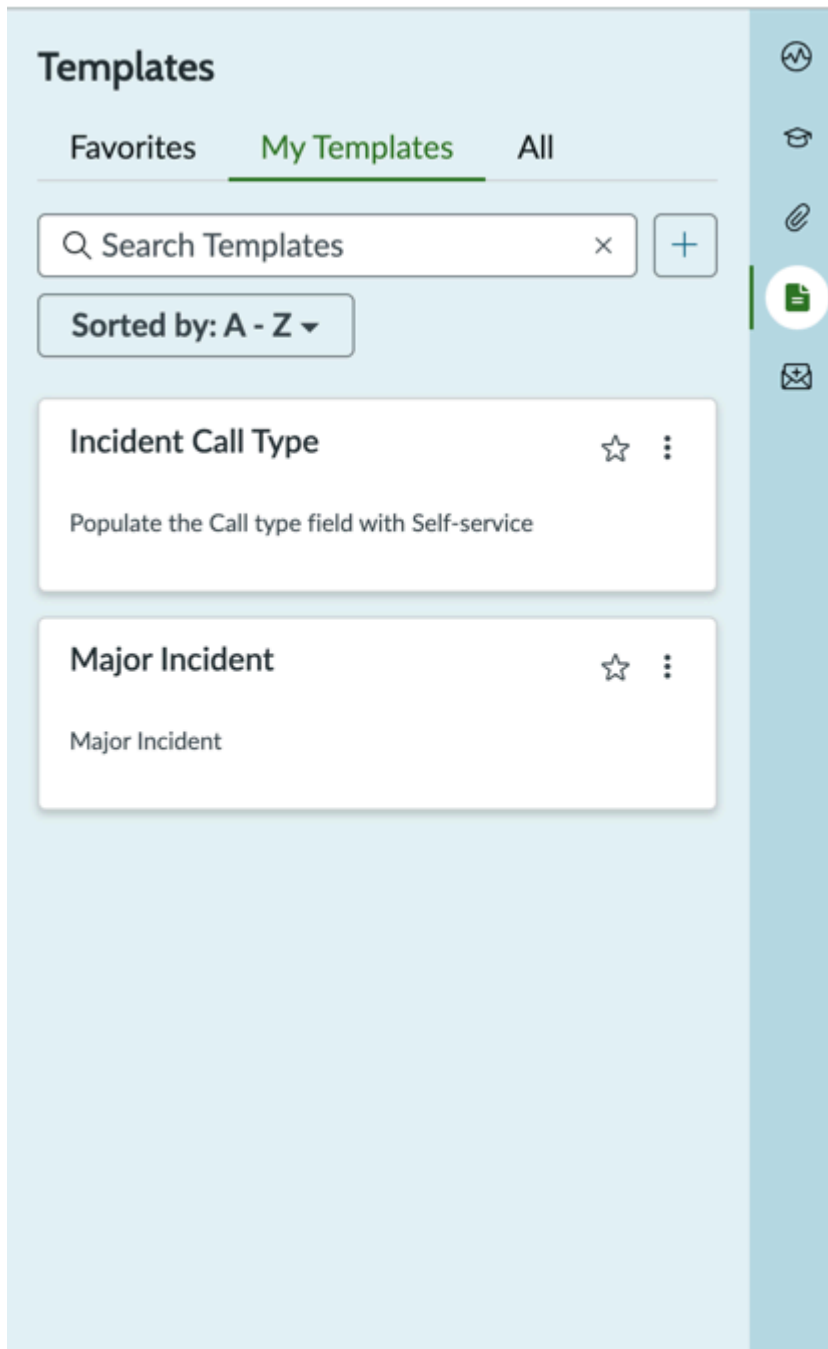 Templates
Favorites My Templates All
Search Templates
Sorted by: A - Z
Incident Call Type
Populate the Call type field with Self-service
Major Incident
Major Incident